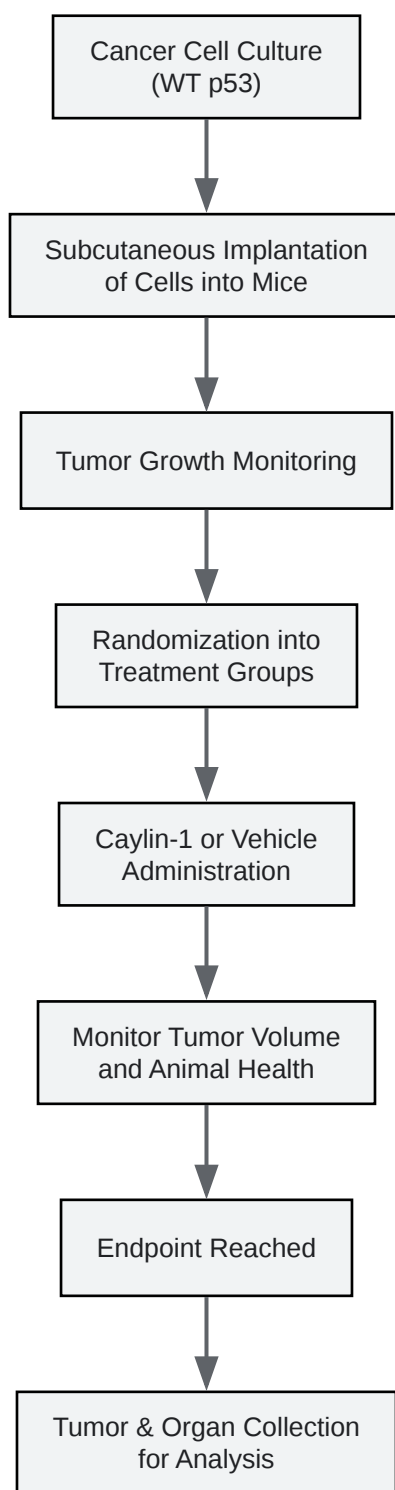 Cancer Cell Culture
(WT p53)
Subcutaneous Implantation
of Cells into Mice
Tumor Growth Monitoring
Randomization into
Treatment Groups
Caylin-1 or Vehicle
Administration
Monitor Tumor Volume
and Animal Health
Endpoint Reached
Tumor & Organ Collection
for Analysis